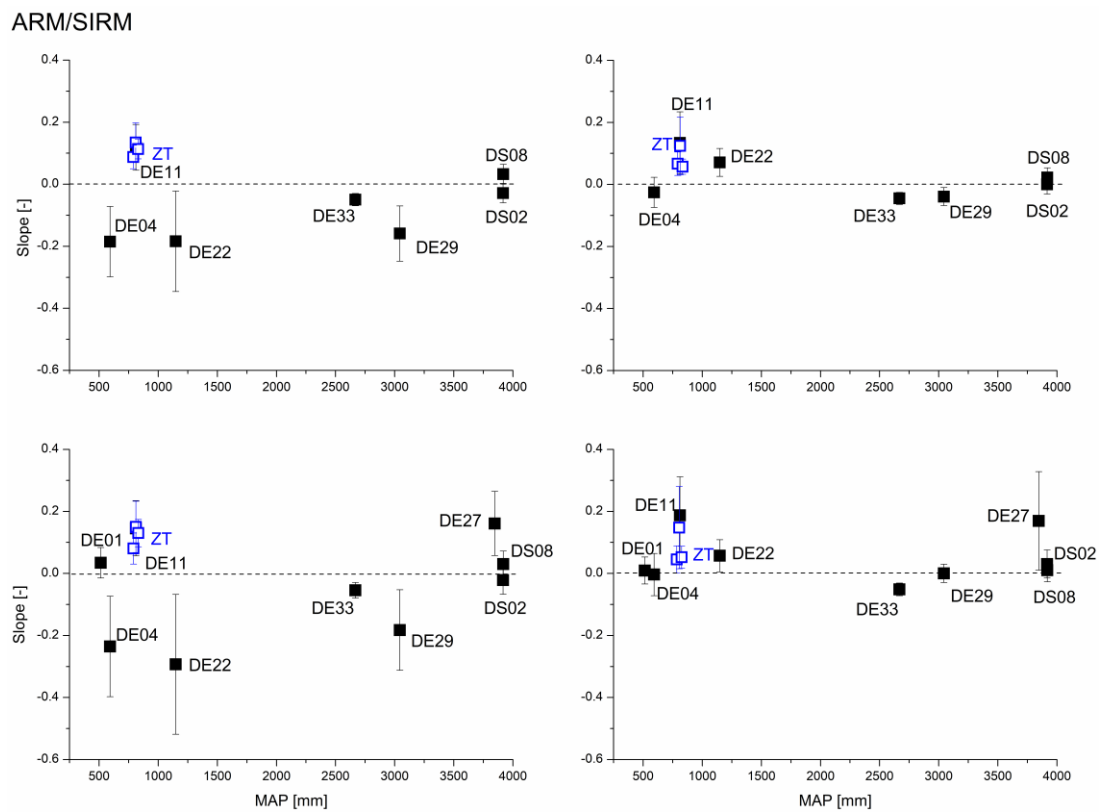 ARM/SIRM
0.4
0.2
0.0
-0.2
-0.4
-0.6
Slope [-]
ZT
DE11
DE04
DE22
DE33
DE29
DS08
DS02
500
1000
1500
2000
2500
3000
3500
4000
0.4
0.2
0.0
-0.2
-0.4
-0.6
DE11
ZT
DE22
DE04
DE33
DE29
DS08
DS02
500
1000
1500
2000
2500
3000
3500
4000
0.4
0.2
0.0
-0.2
-0.4
-0.6
Slope [-]
DE01
ZT
DE11
DE04
DE22
DE33
DE29
DE27
DS08
DS02
500
1000
1500
2000
2500
3000
3500
4000
MAP [mm]
0.4
0.2
0.0
-0.2
-0.4
-0.6
DE11
DE01
ZT
DE22
DE04
DE33
DE29
DE27
DS02
DS08
500
1000
1500
2000
2500
3000
3500
4000
MAP [mm]